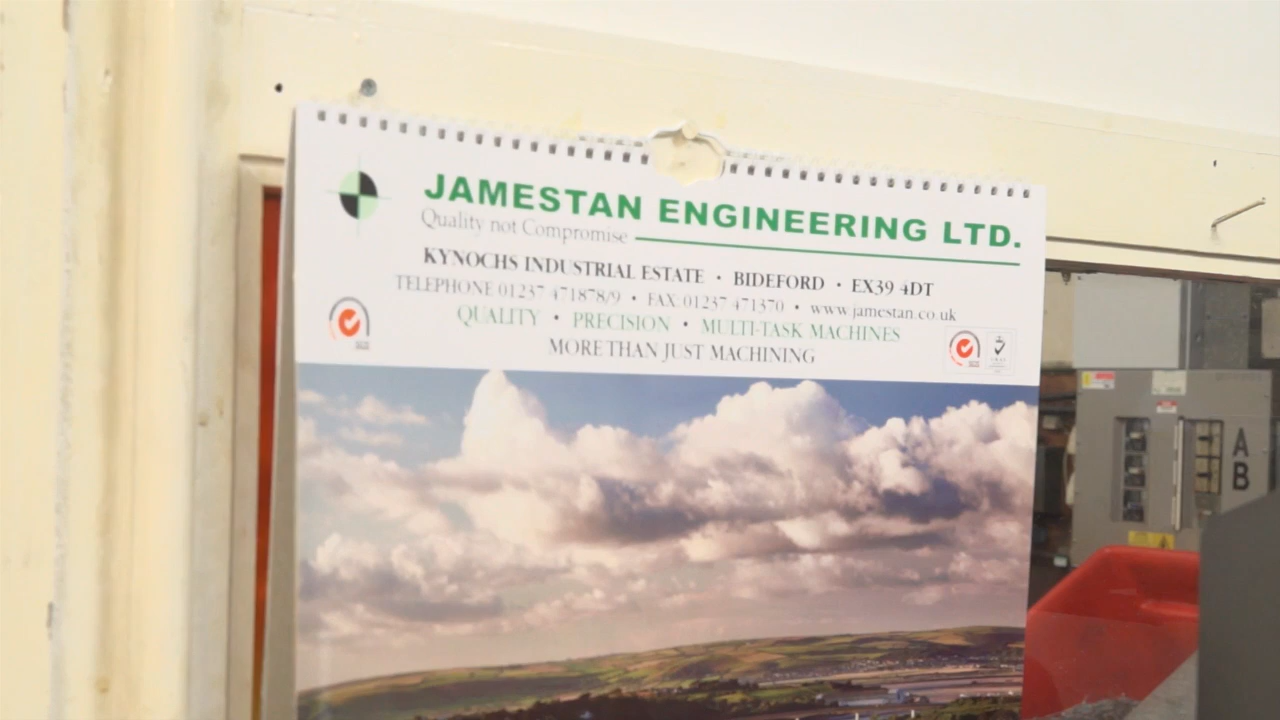 JAMESTAN ENGINEERING LTD.
Quality not Compromise
KYNOCHS INDUSTRIAL ESTATE • BIDEFORD • EX39 4DT
TELEPHONE 01237 471878/9 • FAX 01237 471370 • www.jamestan.co.uk
QUALITY • PRECISION • MULTI-TASK MACHINES
MORE THAN JUST MACHINING
A
B